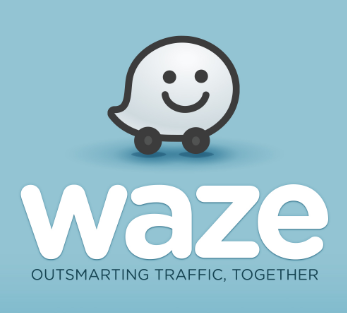 waze
OUTSMARTING TRAFFIC, TOGETHER